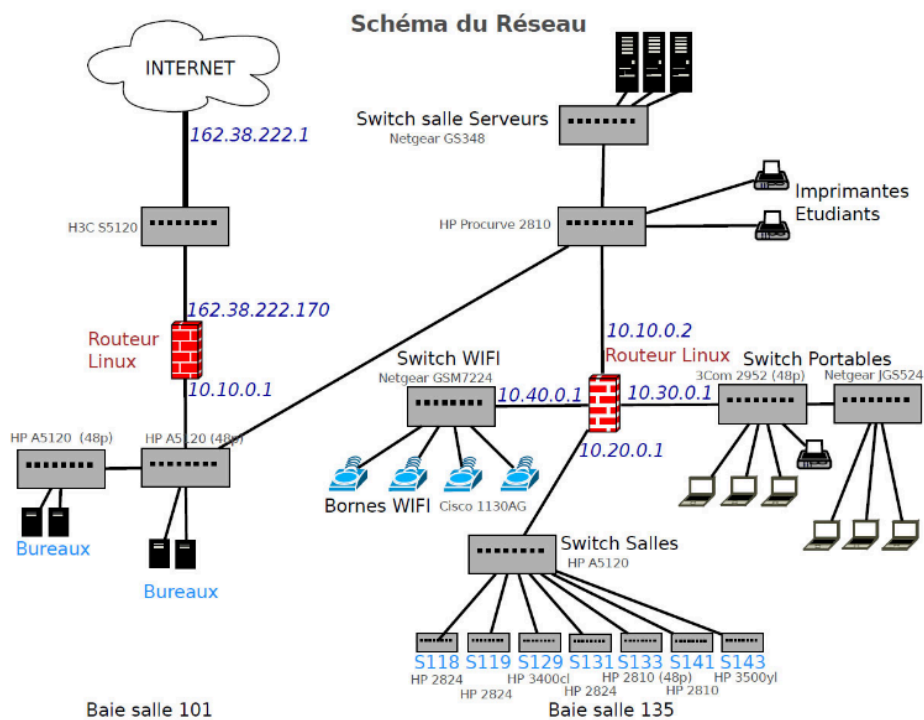 Schéma du Réseau
INTERNET
162.38.222.1
Switch salle Serveurs
Netgear GS348
H3C S5120
HP Procurve 2810
Imprimantes
Etudiants
162.38.222.170
Routeur
Linux
10.10.0.1
10.10.0.2
Routeur Linux
Switch WIFI
Netgear GSM7224
10.40.0.1
10.30.0.1
Switch Portables
3Com 2952 (48p)
Netgear JGS524
10.20.0.1
HP A5120 (48p)
HP A5120 (48p)
Bornes WIFI
Cisco 1130AG
Bureaux
Bureaux
Switch Salles
HP A5120
S118
HP 2824
S119
HP 2824
S129
HP 3400cl
S131
HP 2824
S133
HP 2810 (48p)
S141
HP 2810
S143
HP 3500yl
Baie salle 101
Baie salle 135